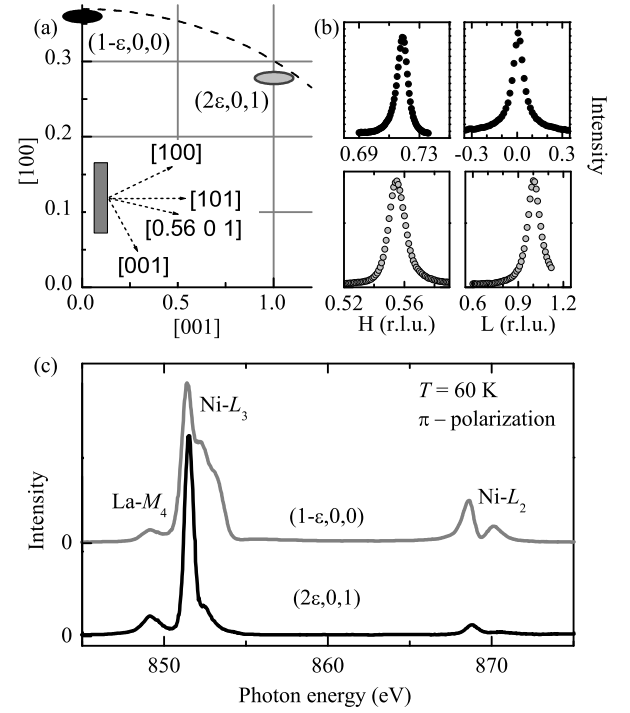 (a)
0.3
0.2
0.1
0.0
[100]
(1-ε,0,0)
(2ε,0,1)
[100]
[101]
[0.56 0 1]
[001]
0.0 0.5 1.0
[001]
(b)
0.69 0.73
-0.3 0.0 0.3
Intensity
0.52 0.56
H (r.l.u.)
0.6 0.9 1.2
L (r.l.u.)
(c)
T = 60 K
π – polarization
Ni-L3
La-M4
Ni-L2
(1-ε,0,0)
(2ε,0,1)
0
0
Intensity
850 860 870
Photon energy (eV)